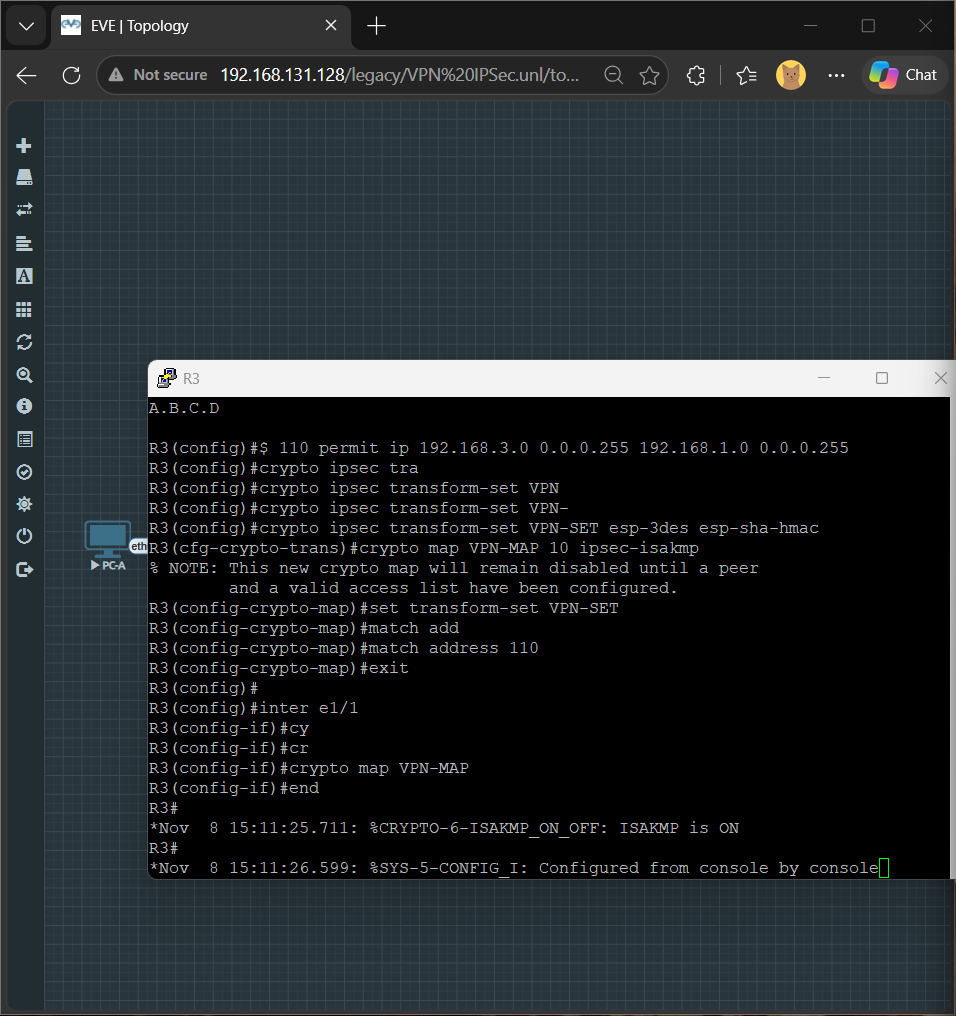 EVE | Topology
Not secure 192.168.131.128/legacy/VPN%20IPSec.unl/to...
Chat
R3
A.B.C.D
R3(config)#$ 110 permit ip 192.168.3.0 0.0.0.255 192.168.1.0 0.0.0.255
R3(config)#crypto ipsec tra
R3(config)#crypto ipsec transform-set VPN
R3(config)#crypto ipsec transform-set VPN-
R3(config)#crypto ipsec transform-set VPN-SET esp-3des esp-sha-hmac
R3(cfg-crypto-trans)#crypto map VPN-MAP 10 ipsec-isakmp
% NOTE: This new crypto map will remain disabled until a peer
and a valid access list have been configured.
R3(config-crypto-map)#set transform-set VPN-SET
R3(config-crypto-map)#match add
R3(config-crypto-map)#match address 110
R3(config-crypto-map)#exit
R3(config)#
R3(config)#inter e1/1
R3(config-if)#cy
R3(config-if)#cr
R3(config-if)#crypto map VPN-MAP
R3(config-if)#end
R3#
*Nov  8 15:11:25.711: %CRYPTO-6-ISAKMP_ON_OFF: ISAKMP is ON
R3#
*Nov  8 15:11:26.599: %SYS-5-CONFIG_I: Configured from console by console
eth
PC-A